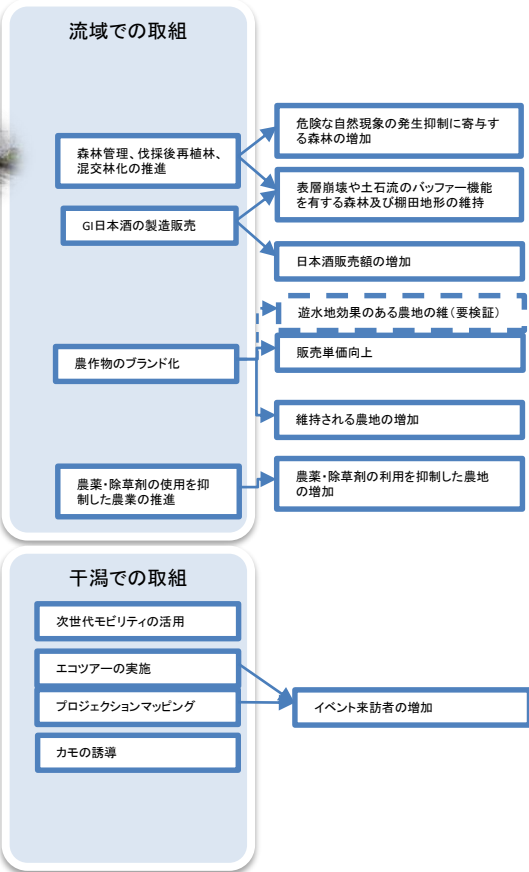 流域での取組
森林管理、伐採後再植林、
混交林化の推進
GI日本酒の製造販売
農作物のブランド化
農薬・除草剤の使用を抑
制した農業の推進
危険な自然現象の発生抑制に寄与す
る森林の増加
表層崩壊や土石流のバッファー機能
を有する森林及び棚田地形の維持
日本酒販売額の増加
遊水地効果のある農地の維(要検証)
販売単価向上
維持される農地の増加
農薬・除草剤の利用を抑制した農地
の増加
干潟での取組
次世代モビリティの活用
エコツアーの実施
プロジェクションマッピング
カモの誘導
イベント来訪者の増加